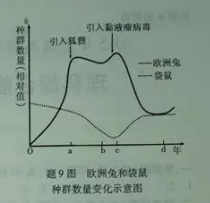 种群数量(相对值)
引入狐狸
引入黏液瘤病毒
欧洲兔
袋鼠
O a b c d 年
题9图 欧洲兔和袋鼠
种群数量变化示意图